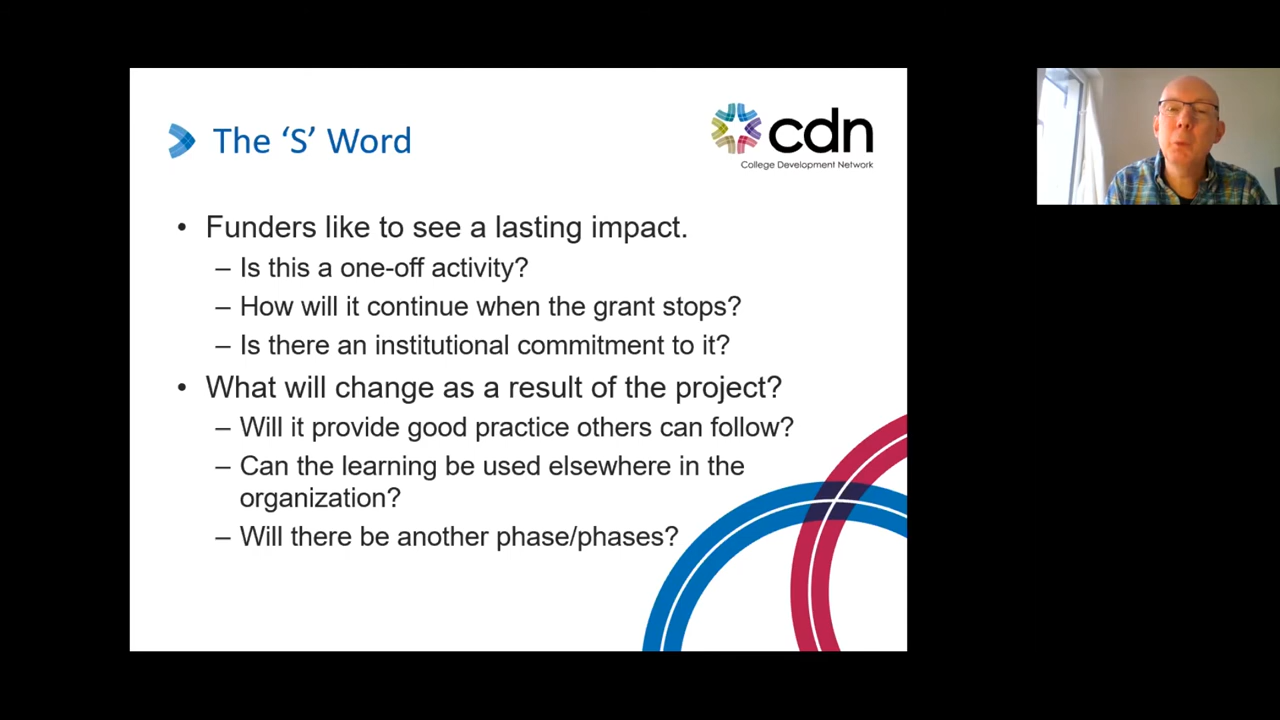 The ‘S’ Word
cdn
College Development Network
• Funders like to see a lasting impact.
– Is this a one-off activity?
– How will it continue when the grant stops?
– Is there an institutional commitment to it?
• What will change as a result of the project?
– Will it provide good practice others can follow?
– Can the learning be used elsewhere in the
organization?
– Will there be another phase/phases?